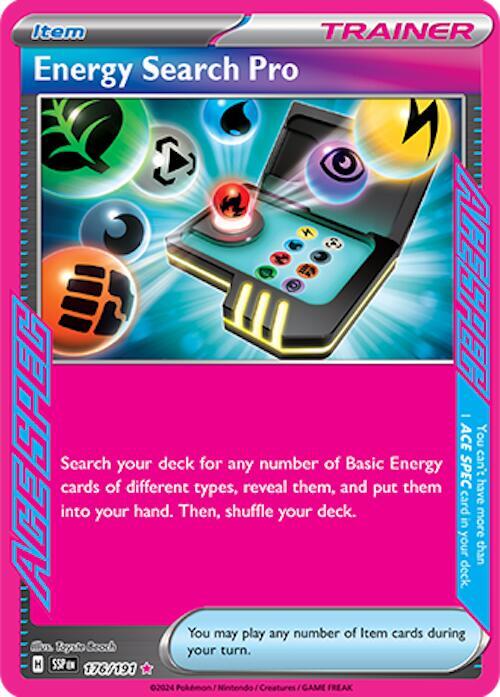 Item
TRAINER
Energy Search Pro
ACE SPEC
ACE SPEC
Search your deck for any number of Basic Energy
cards of different types, reveal them, and put them
into your hand. Then, shuffle your deck.
You can't have more than
1 ACE SPEC card in your deck.
Illus. Toyste Beach
H SSP EN 176/191
You may play any number of Item cards during
your turn.
©2024 Pokémon / Nintendo / Creatures / GAME FREAK